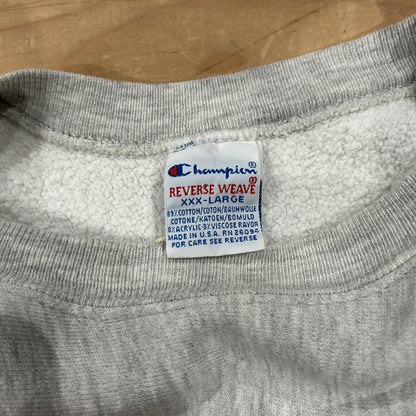 Champion®
REVERSE WEAVE®
XXX-LARGE
89% COTTON/COTON/BAUMWOLLE
COTONE/KATOEN/BOMULD
8% ACRYLIC-3% VISCOSE RAYON
MADE IN U.S.A. RN 26094
FOR CARE SEE REVERSE